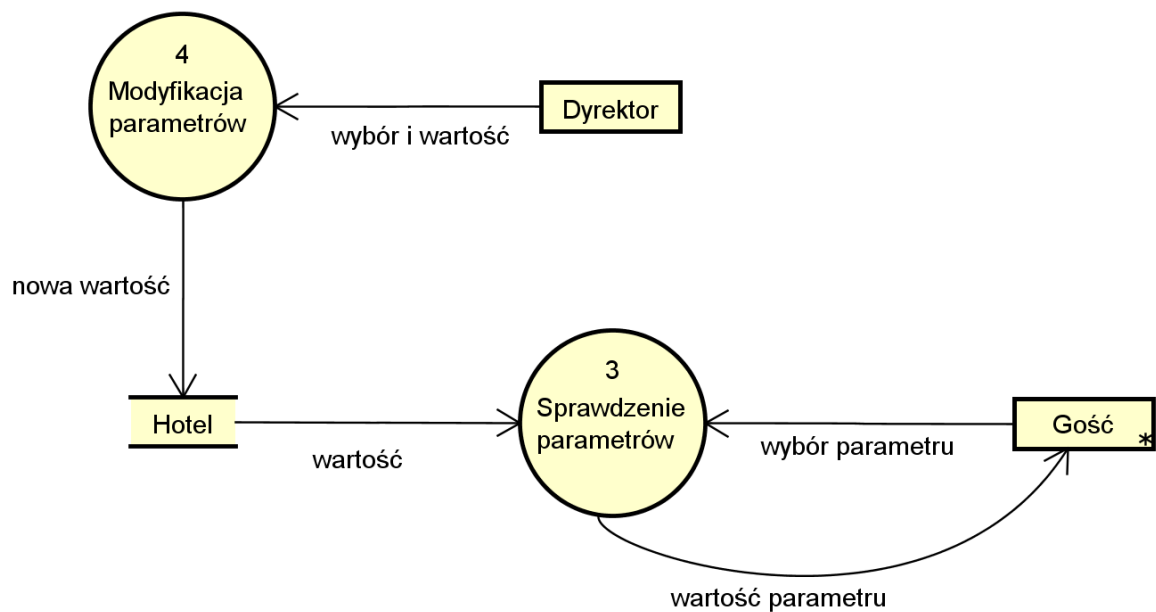 4
Modyfikacja
parametrów
Dyrektor
wybór i wartość
nowa wartość
3
Sprawdzenie
parametrów
Hotel
Gość
*
wartość
wybór parametru
wartość parametru